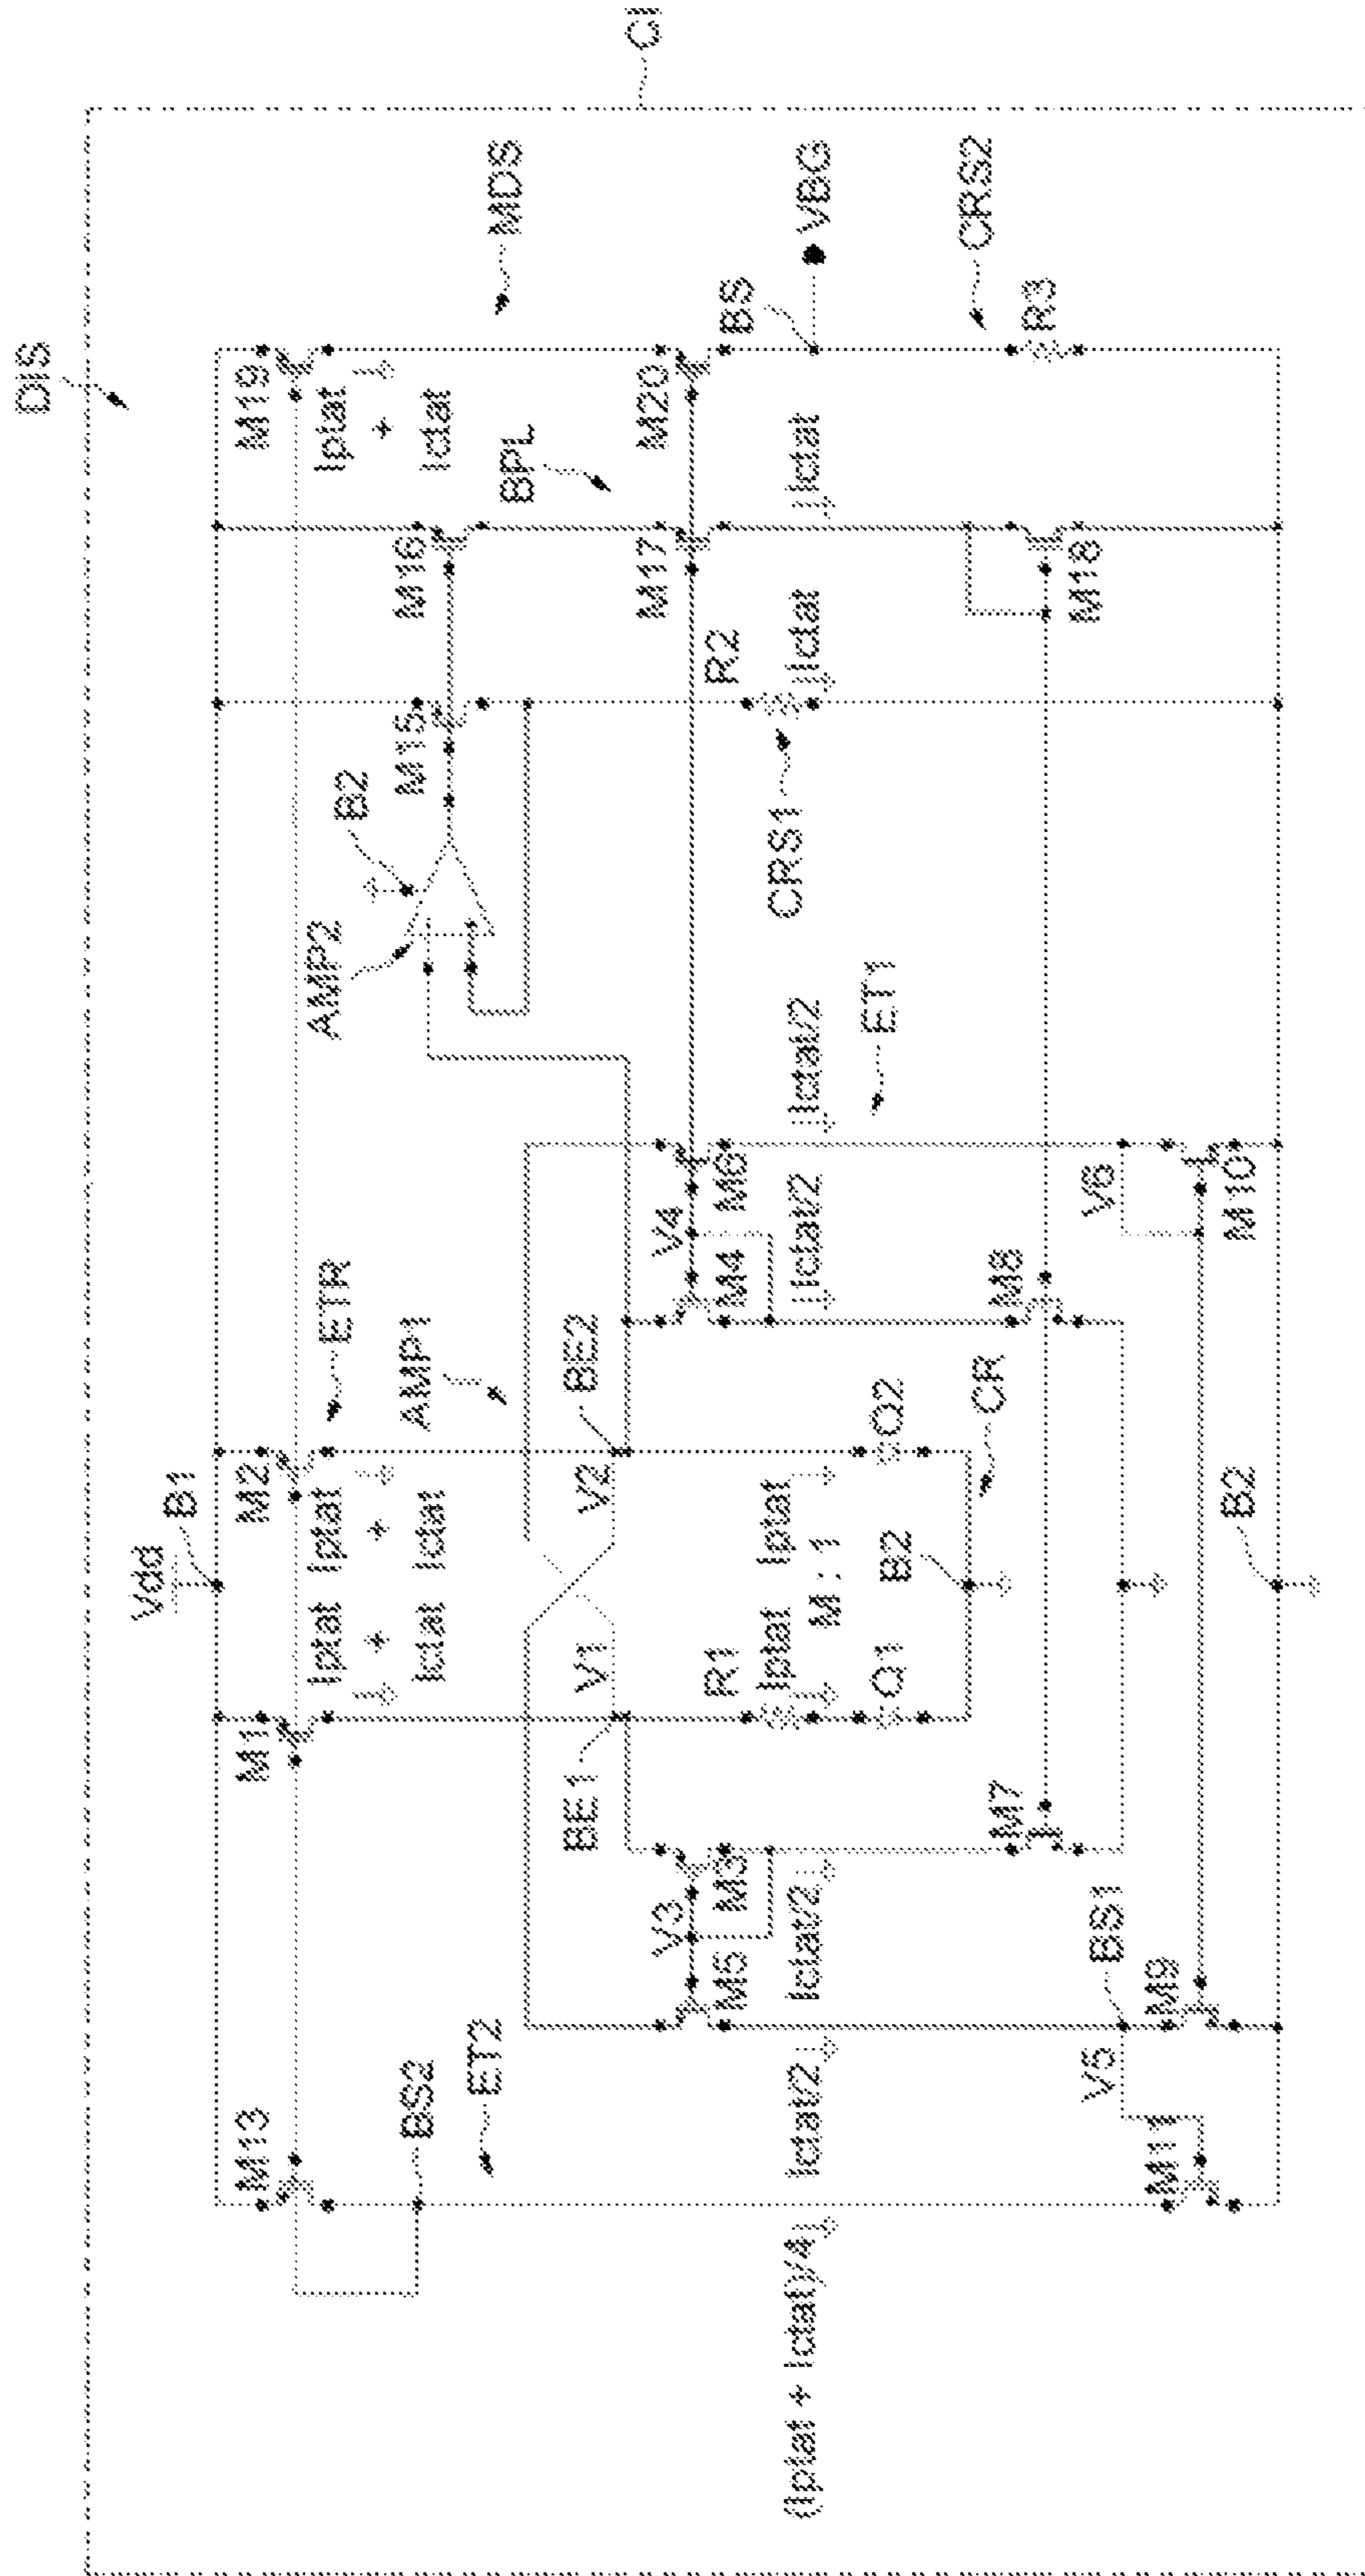 CI
DIS
Vdd
B1
M13
M1
M2
M19
ETR
Iptat
+
Ictat
Iptat
+
Ictat
Iptat
+
Ictat
MDS
BS2
AMP1
AMP2
B2
M15
M16
ET2
BE1
V1
V2
BE2
BPL
M5
V3
M3
M4
V4
M6
M17
M20
R1
R2
BS
VBG
(Iptat + Ictat)/4
Ictat/2
Ictat/2
Iptat
Iptat
M : 1
Ictat/2
Ictat/2
Ictat
Ictat
CRS1
ET1
Q1
Q2
B2
CR
CRS2
M7
M8
M18
R3
V5
BS1
V6
M11
M9
M10
B2